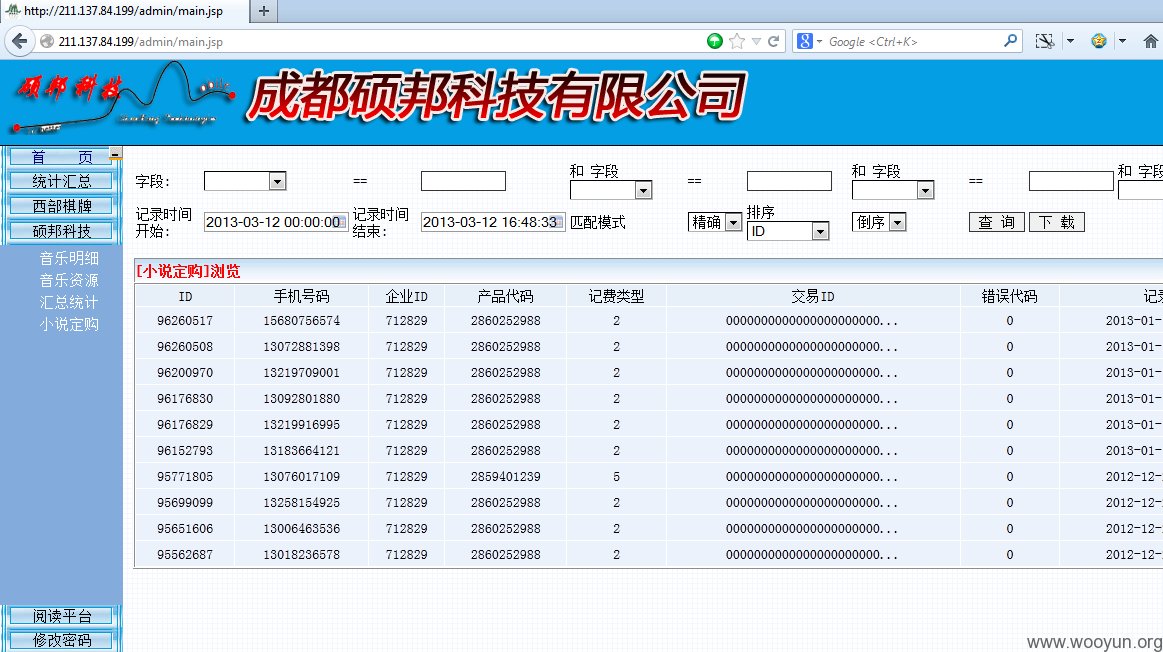 http://211.137.84.199/admin/main.jsp
211.137.84.199/admin/main.jsp
Google <Ctrl+K>
硕邦科技
成都硕邦科技有限公司
首 页
统计汇总
西部棋牌
硕邦科技
音乐明细
音乐资源
汇总统计
小说定购
阅读平台
修改密码
字段: == 和 字段 == 和 字段 == 和 字段
记录时间开始: 2013-03-12 00:00:00 记录时间结束: 2013-03-12 16:48:33 匹配模式 精确 排序 ID 倒序 查 询 下 载
[小说定购]浏览
ID 手机号码 企业ID 产品代码 记费类型 交易ID 错误代码 记录
96260517 15680756574 712829 2860252988 2 0000000000000000000000... 0 2013-01-
96260508 13072881398 712829 2860252988 2 0000000000000000000000... 0 2013-01-
96200970 13219709001 712829 2860252988 2 0000000000000000000000... 0 2013-01-
96176830 13092801880 712829 2860252988 2 0000000000000000000000... 0 2013-01-
96176829 13219916995 712829 2860252988 2 0000000000000000000000... 0 2013-01-
96152793 13183664121 712829 2860252988 2 0000000000000000000000... 0 2013-01-
95771805 13076017109 712829 2859401239 5 0000000000000000000000... 0 2012-12-
95699099 13258154925 712829 2860252988 2 0000000000000000000000... 0 2012-12-
95651606 13006463536 712829 2860252988 2 0000000000000000000000... 0 2012-12-
95562687 13018236578 712829 2860252988 2 0000000000000000000000... 0 2012-12-
www.wooyun.org